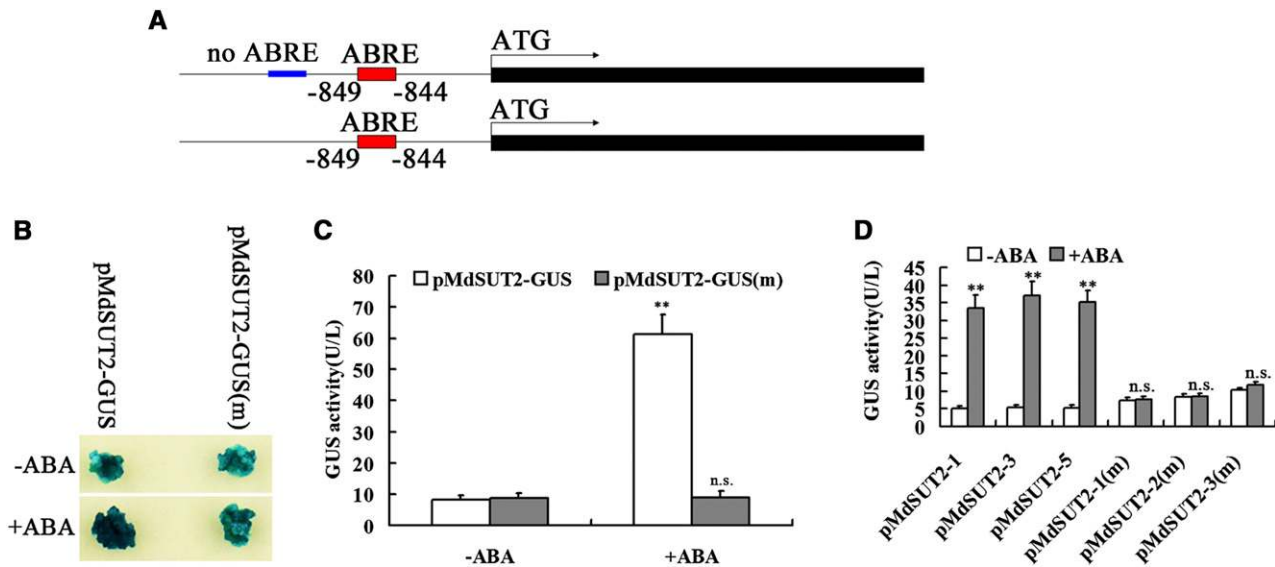 A
no ABRE ABRE ATG
-849 -844
ABRE ATG
-849 -844
B
pMdSUT2-GUS
pMdSUT2-GUS(m)
-ABA
+ABA
C
GUS activity(U/L)
80
70
60
50
40
30
20
10
0
pMdSUT2-GUS pMdSUT2-GUS(m)
**
n.s.
-ABA +ABA
D
GUS activity(U/L)
-ABA +ABA
45
40
35
30
25
20
15
10
5
0
** ** ** n.s. n.s. n.s.
pMdSUT2-1
pMdSUT2-3
pMdSUT2-5
pMdSUT2-1(m)
pMdSUT2-2(m)
pMdSUT2-3(m)